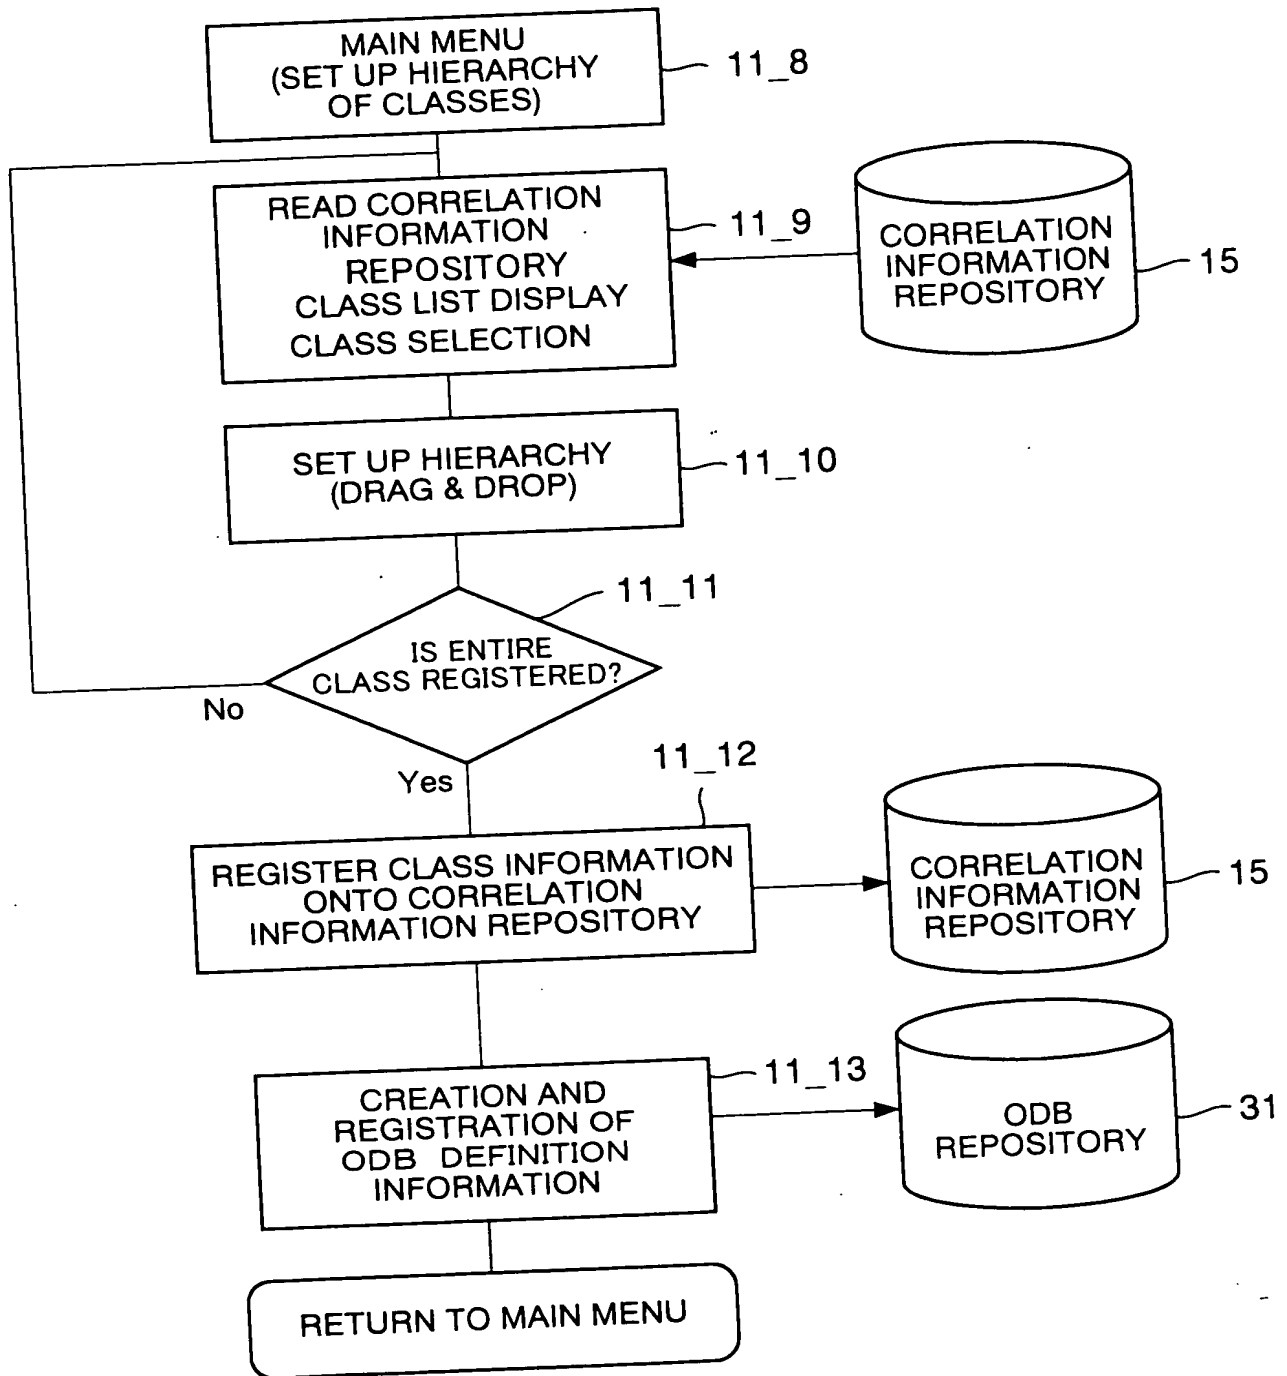 MAIN MENU
(SET UP HIERARCHY
OF CLASSES)
11_8
READ CORRELATION
INFORMATION
REPOSITORY
CLASS LIST DISPLAY
CLASS SELECTION
11_9
CORRELATION
INFORMATION
REPOSITORY
15
SET UP HIERARCHY
(DRAG & DROP)
11_10
IS ENTIRE
CLASS REGISTERED?
11_11
No
Yes
11_12
REGISTER CLASS INFORMATION
ONTO CORRELATION
INFORMATION REPOSITORY
CORRELATION
INFORMATION
REPOSITORY
15
CREATION AND
REGISTRATION OF
ODB DEFINITION
INFORMATION
11_13
ODB
REPOSITORY
31
RETURN TO MAIN MENU